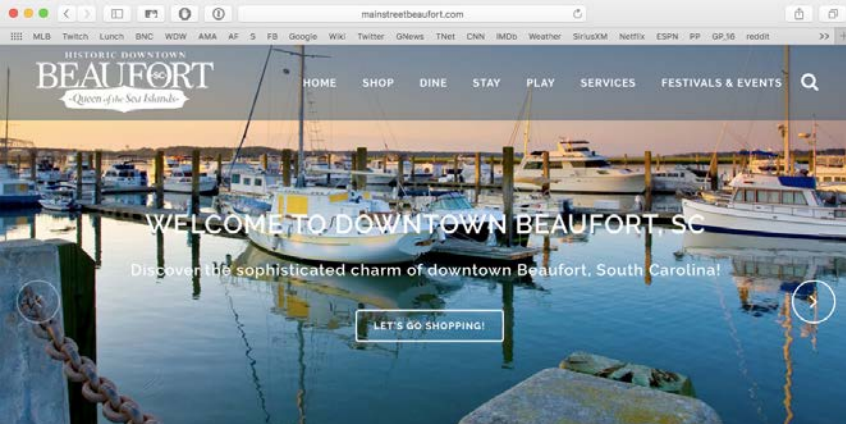 mainstreetbeaufort.com
MLB Twitch Lunch BNC WDW AMA AF S FB Google Wiki Twitter GNews TNet CNN IMDb Weather SiriusXM Netflix ESPN PP GP_16 reddit >>
HISTORIC DOWNTOWN
BEAUFORT SC
-Queen of the Sea Islands-
HOME SHOP DINE STAY PLAY SERVICES FESTIVALS & EVENTS
WELCOME TO DOWNTOWN BEAUFORT, SC
Discover the sophisticated charm of downtown Beaufort, South Carolina!
LET'S GO SHOPPING!